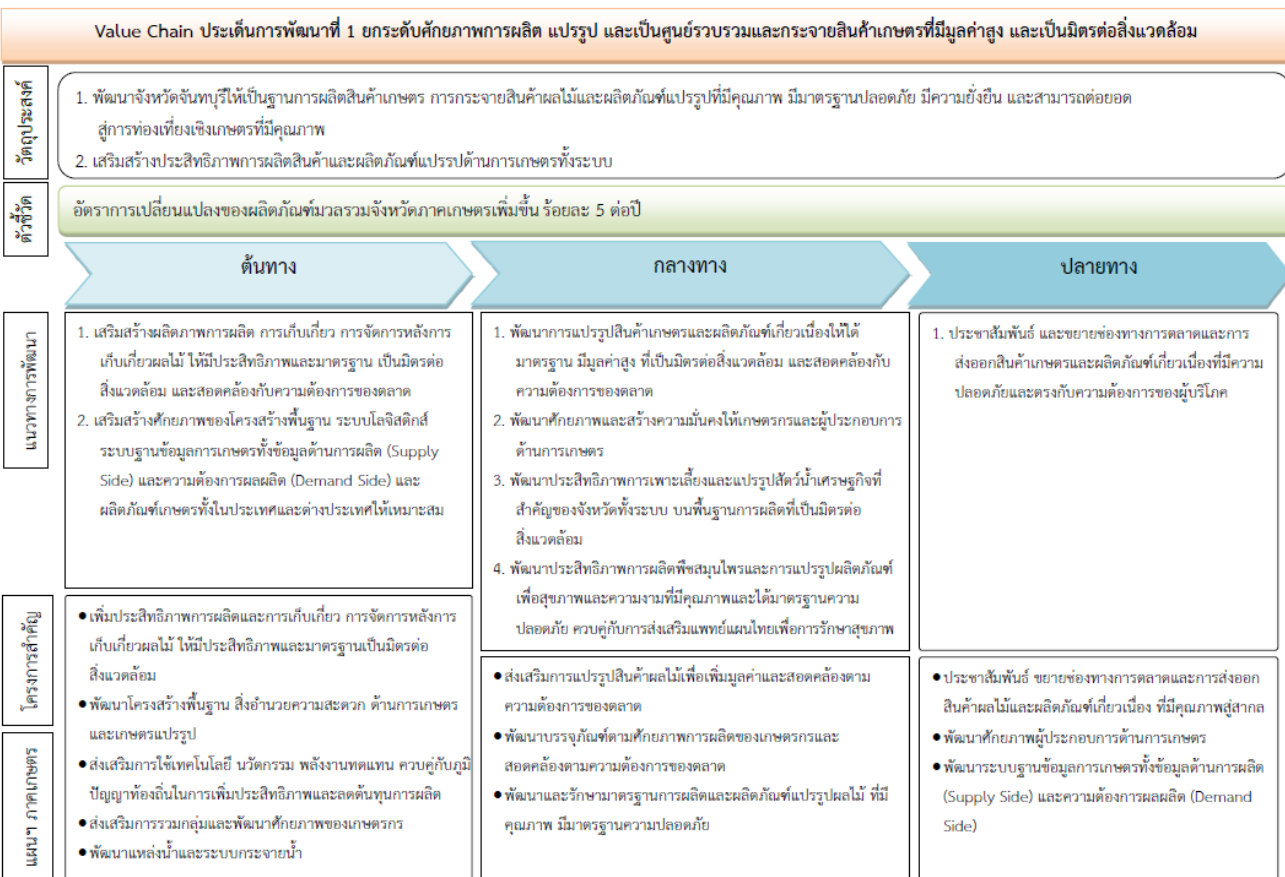 Value Chain ประเด็นการพัฒนาที่ 1 ยกระดับศักยภาพการผลิต แปรรูป และเป็นศูนย์รวบรวมและกระจายสินค้าเกษตรที่มีมูลค่าสูง และเป็นมิตรต่อสิ่งแวดล้อม
วัตถุประสงค์
1. พัฒนาจังหวัดจันทบุรีให้เป็นฐานการผลิตสินค้าเกษตร การกระจายสินค้าผลไม้และผลิตภัณฑ์แปรรูปที่มีคุณภาพ มีมาตรฐานปลอดภัย มีความยั่งยืน และสามารถต่อยอด
สู่การท่องเที่ยงเชิงเกษตรที่มีคุณภาพ
2. เสริมสร้างประสิทธิภาพการผลิตสินค้าและผลิตภัณฑ์แปรรปด้านการเกษตรทั้งระบบ
ตัวชี้วัด
อัตราการเปลี่ยนแปลงของผลิตภัณฑ์มวลรวมจังหวัดภาคเกษตรเพิ่มขึ้น ร้อยละ 5 ต่อปี
ต้นทาง
กลางทาง
ปลายทาง
แนวทางการพัฒนา
1. เสริมสร้างผลิตภาพการผลิต การเก็บเกี่ยว การจัดการหลังการ
เก็บเกี่ยวผลไม้ ให้มีประสิทธิภาพและมาตรฐาน เป็นมิตรต่อ
สิ่งแวดล้อม และสอดคล้องกับความต้องการของตลาด
2. เสริมสร้างศักยภาพของโครงสร้างพื้นฐาน ระบบโลจิสติกส์
ระบบฐานข้อมูลการเกษตรทั้งข้อมูลด้านการผลิต (Supply
Side) และความต้องการผลผลิต (Demand Side) และ
ผลิตภัณฑ์เกษตรทั้งในประเทศและต่างประเทศให้เหมาะสม
1. พัฒนาการแปรรูปสินค้าเกษตรและผลิตภัณฑ์เกี่ยวเนื่องให้ได้
มาตรฐาน มีมูลค่าสูง ที่เป็นมิตรต่อสิ่งแวดล้อม และสอดคล้องกับ
ความต้องการของตลาด
2. พัฒนาศักยภาพและสร้างความมั่นคงให้เกษตรกรและผู้ประกอบการ
ด้านการเกษตร
3. พัฒนาประสิทธิภาพการเพาะเลี้ยงและแปรรูปสัตว์น้ำเศรษฐกิจที่
สำคัญของจังหวัดทั้งระบบ บนพื้นฐานการผลิตที่เป็นมิตรต่อ
สิ่งแวดล้อม
4. พัฒนาประสิทธิภาพการผลิตพืชสมุนไพรและการแปรรูปผลิตภัณฑ์
เพื่อสุขภาพและความงามที่มีคุณภาพและได้มาตรฐานความ
ปลอดภัย ควบคู่กับการส่งเสริมแพทย์แผนไทยเพื่อการรักษาสุขภาพ
1. ประชาสัมพันธ์ และขยายช่องทางการตลาดและการ
ส่งออกสินค้าเกษตรและผลิตภัณฑ์เกี่ยวเนื่องที่มีความ
ปลอดภัยและตรงกับความต้องการของผู้บริโภค
โครงการสำคัญ
แผนฯ ภาคเกษตร
●เพิ่มประสิทธิภาพการผลิตและการเก็บเกี่ยว การจัดการหลังการ
เก็บเกี่ยวผลไม้ ให้มีประสิทธิภาพและมาตรฐานเป็นมิตรต่อ
สิ่งแวดล้อม
●พัฒนาโครงสร้างพื้นฐาน สิ่งอำนวยความสะดวก ด้านการเกษตร
และเกษตรแปรรูป
●ส่งเสริมการใช้เทคโนโลยี นวัตกรรม พลังงานทดแทน ควบคู่กับภูมิ
ปัญญาท้องถิ่นในการเพิ่มประสิทธิภาพและลดต้นทุนการผลิต
●ส่งเสริมการรวมกลุ่มและพัฒนาศักยภาพของเกษตรกร
●พัฒนาแหล่งน้ำและระบบกระจายน้ำ
●ส่งเสริมการแปรรูปสินค้าผลไม้เพื่อเพิ่มมูลค่าและสอดคล้องตาม
ความต้องการของตลาด
●พัฒนาบรรจุภัณฑ์ตามศักยภาพการผลิตของเกษตรกรและ
สอดคล้องตามความต้องการของตลาด
●พัฒนาและรักษามาตรฐานการผลิตและผลิตภัณฑ์แปรรูปผลไม้ ที่มี
คุณภาพ มีมาตรฐานความปลอดภัย
●ประชาสัมพันธ์ ขยายช่องทางการตลาดและการส่งออก
สินค้าผลไม้และผลิตภัณฑ์เกี่ยวเนื่อง ที่มีคุณภาพสู่สากล
●พัฒนาศักยภาพผู้ประกอบการด้านการเกษตร
●พัฒนาระบบฐานข้อมูลการเกษตรทั้งข้อมูลด้านการผลิต
(Supply Side) และความต้องการผลผลิต (Demand
Side)